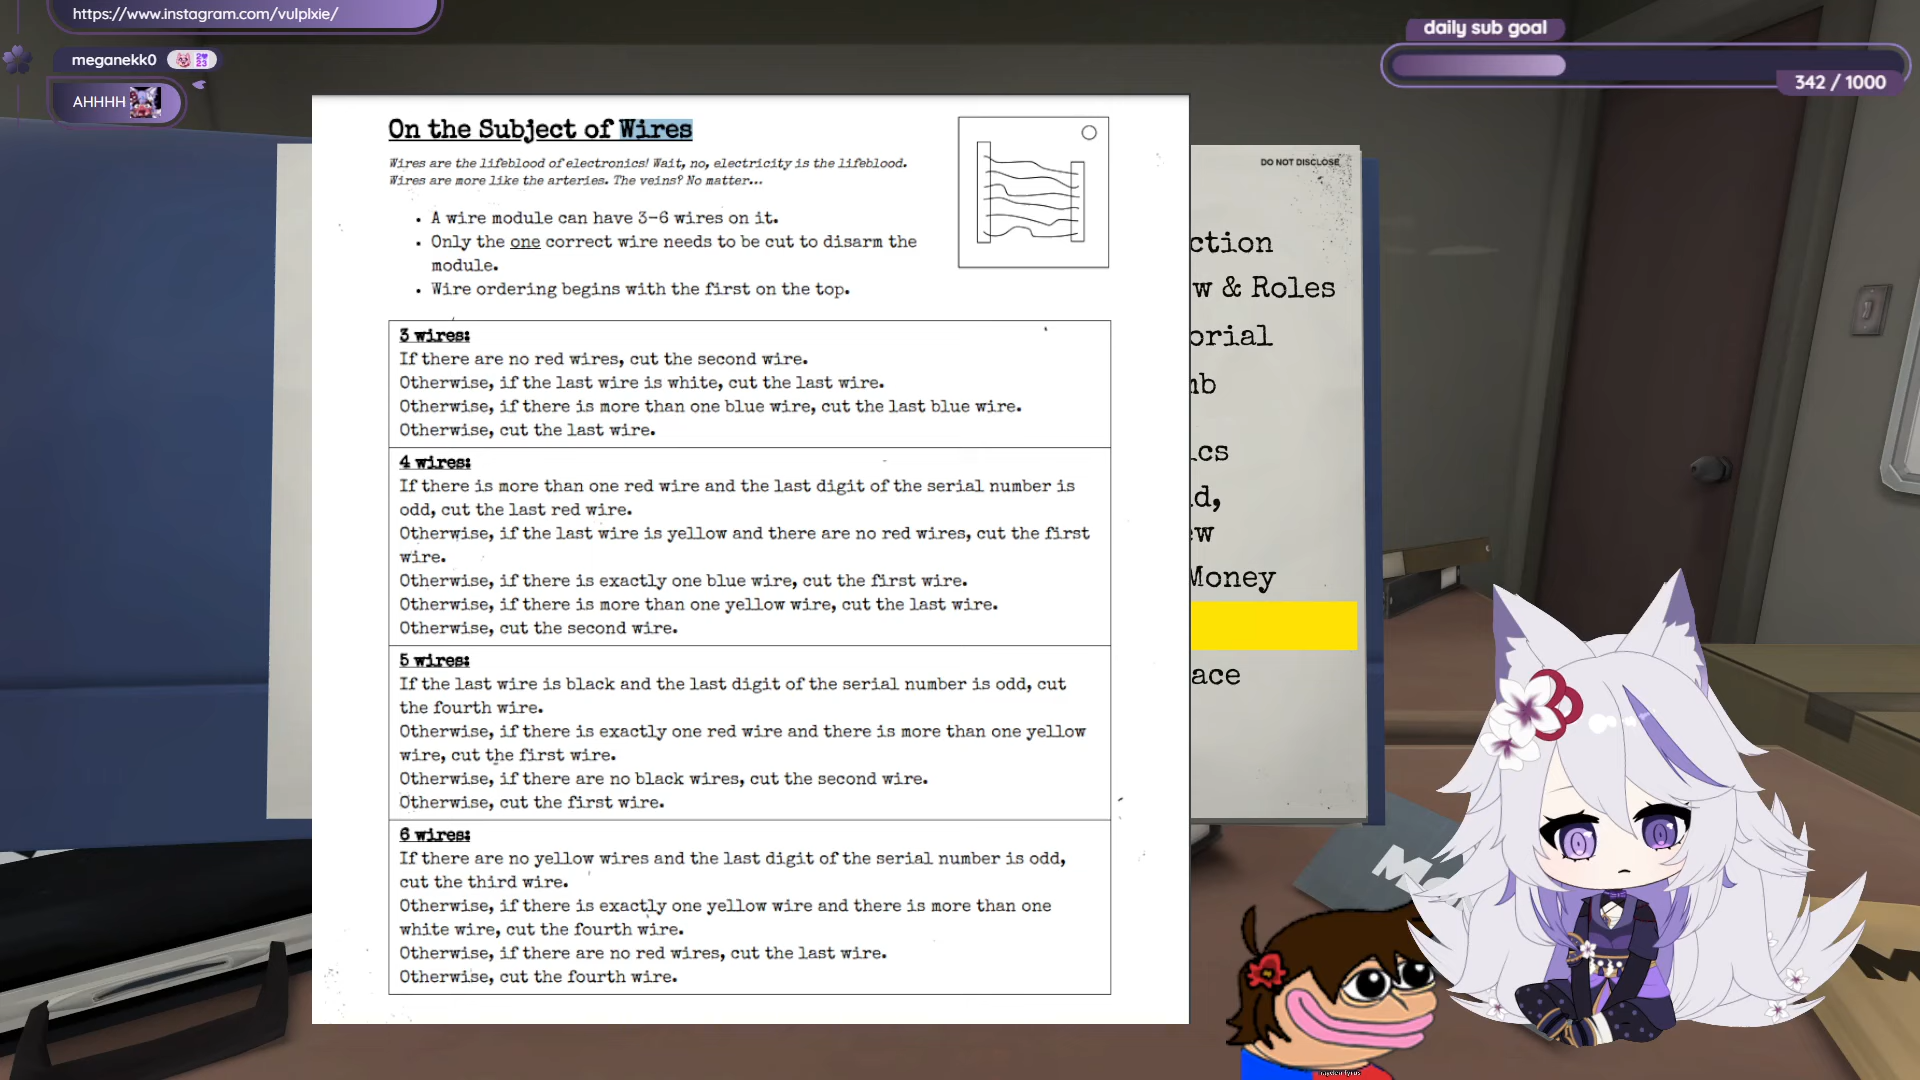 https://www.instagram.com/vulplxie/
meganekk0
AHHHH
daily sub goal
342 / 1000
On the Subject of Wires
Wires are the lifeblood of electronics! Wait, no, electricity is the lifeblood.
Wires are more like the arteries. The veins? No matter...
• A wire module can have 3-6 wires on it.
• Only the one correct wire needs to be cut to disarm the
module.
• Wire ordering begins with the first on the top.
3 wires:
If there are no red wires, cut the second wire.
Otherwise, if the last wire is white, cut the last wire.
Otherwise, if there is more than one blue wire, cut the last blue wire.
Otherwise, cut the last wire.
4 wires:
If there is more than one red wire and the last digit of the serial number is
odd, cut the last red wire.
Otherwise, if the last wire is yellow and there are no red wires, cut the first
wire.
Otherwise, if there is exactly one blue wire, cut the first wire.
Otherwise, if there is more than one yellow wire, cut the last wire.
Otherwise, cut the second wire.
5 wires:
If the last wire is black and the last digit of the serial number is odd, cut
the fourth wire.
Otherwise, if there is exactly one red wire and there is more than one yellow
wire, cut the first wire.
Otherwise, if there are no black wires, cut the second wire.
Otherwise, cut the first wire.
6 wires:
If there are no yellow wires and the last digit of the serial number is odd,
cut the third wire.
Otherwise, if there is exactly one yellow wire and there is more than one
white wire, cut the fourth wire.
Otherwise, if there are no red wires, cut the last wire.
Otherwise, cut the fourth wire.
DO NOT DISCLOSE
ction
w & Roles
orial
mb
ics
d,
ew
Money
ace